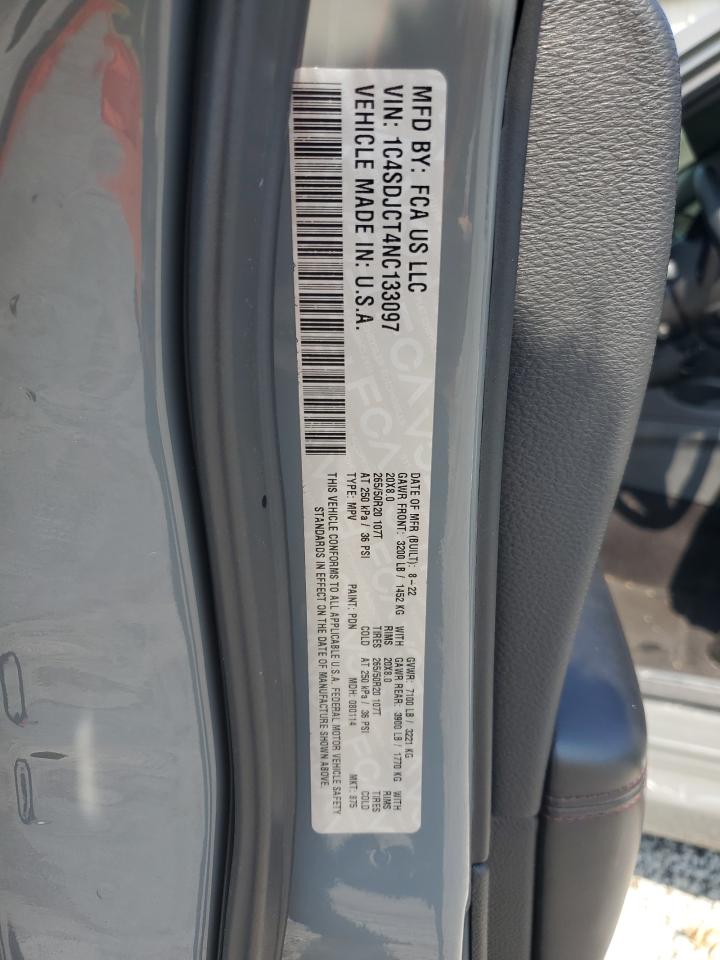 MFD BY: FCA US LLC
VIN: 1C4SDJCT4NC133097
VEHICLE MADE IN: U.S.A.
DATE OF MFR (BUILT): 8-22 GVWR: 7100 LB / 3221 KG
GAWR FRONT: 3200 LB / 1452 KG WITH GAWR REAR: 3900 LB / 1770 KG WITH
20X8.0 RIMS 20X8.0 RIMS
265/50R20 107T TIRES 265/50R20 107T TIRES
AT 250 kPa / 36 PSI COLD AT 250 kPa / 36 PSI COLD
TYPE: MPV PAINT: PDN MDH: 080114 MKT: 875
THIS VEHICLE CONFORMS TO ALL APPLICABLE U.S.A. FEDERAL MOTOR VEHICLE SAFETY
STANDARDS IN EFFECT ON THE DATE OF MANUFACTURE SHOWN ABOVE.